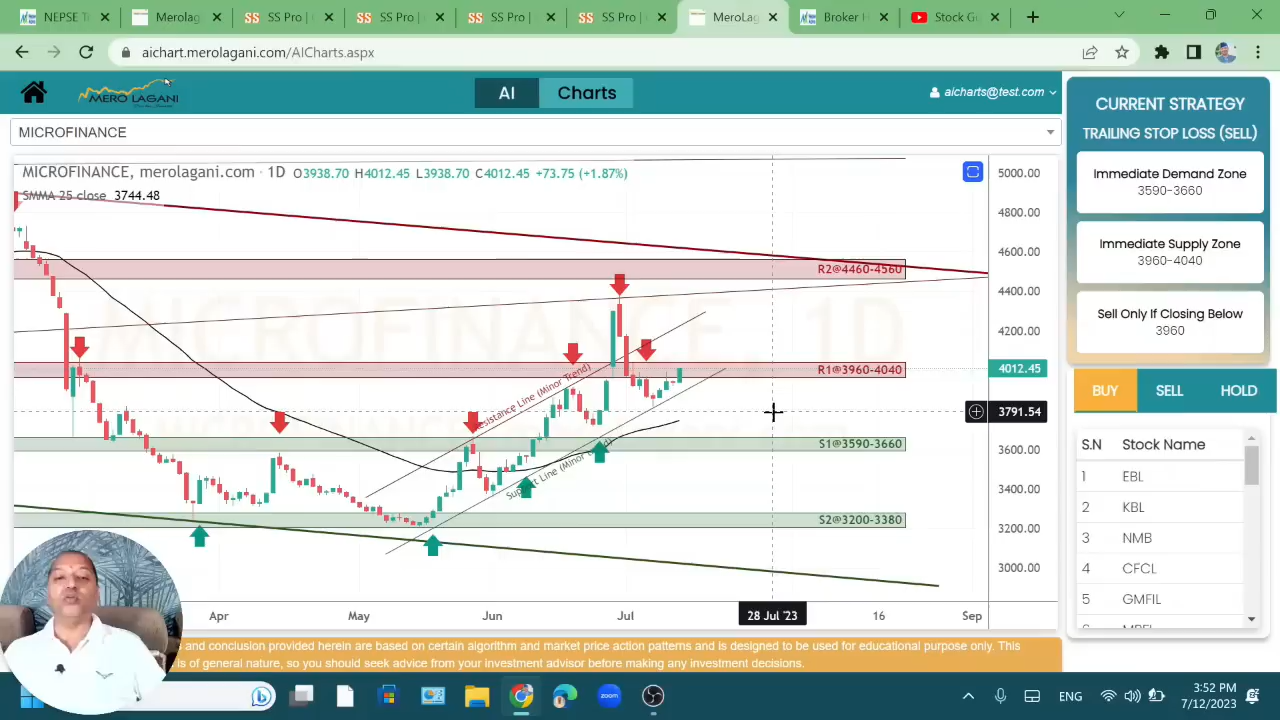 NEPSE T
SS Pro |
SS Pro
SS Pro
MeroLag
Broker H
Stock G
aichart.merolagani.com/AICharts.aspx
MERO LAGANI
AI
Charts
aicharts@test.com
MICROFINANCE
MICROFINANCE, merolagani.com · 1D O3938.70 H4012.45 L3938.70 C4012.45 +73.75 (+1.87%)
SMMA 25 close 3744.48
MICROFINANCE, 1D
R2@4460-4560
R1@3960-4040
Resistance Line (Minor Trend)
S1@3590-3660
S2@3200-3380
5000.00
4800.00
4600.00
4400.00
4200.00
4012.45
3791.54
3600.00
3400.00
3200.00
3000.00
Apr
May
Jun
Jul
28 Jul '23
16
Sep
CURRENT STRATEGY
TRAILING STOP LOSS (SELL)
Immediate Demand Zone
3590-3660
Immediate Supply Zone
3960-4040
Sell Only If Closing Below
3960
BUY
SELL
HOLD
S.N Stock Name
1 EBL
2 KBL
3 NMB
4 CFCL
5 GMFIL
and conclusion provided herein are based on certain algorithm and market price action patterns and is designed to be used for educational purpose only. This
is of general nature, so you should seek advice from your investment advisor before making any investment decisions.
zoom
ENG
3:52 PM
7/12/2023